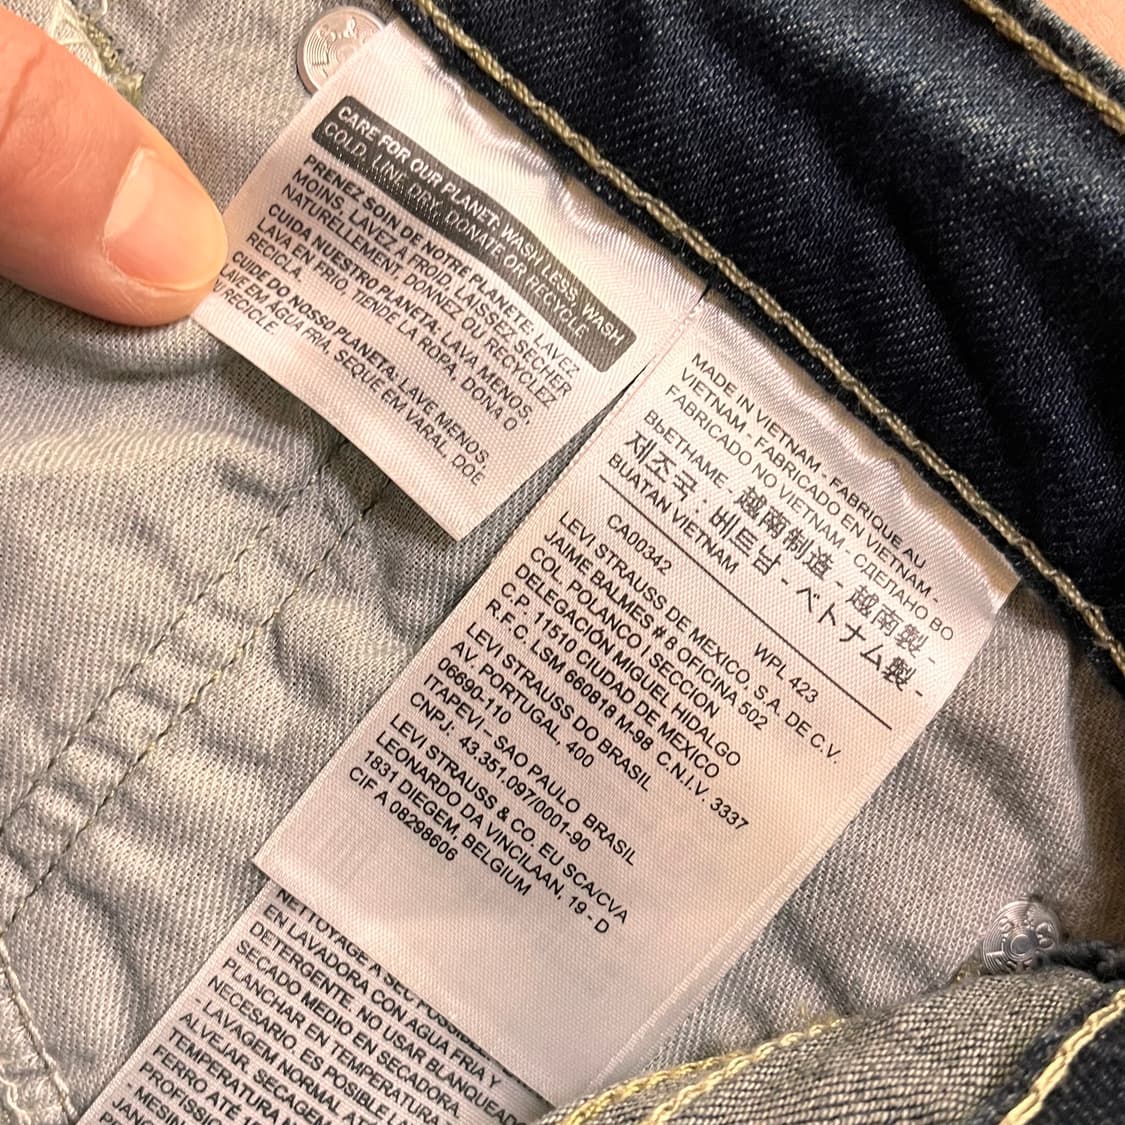 CARE FOR OUR PLANET: WASH LESS, WASH
COLD, LINE DRY, DONATE OR RECYCLE
PRENEZ SOIN DE NOTRE PLANETE. LAVEZ
MOINS, LAVEZ À FROID, LAISSEZ SÉCHER
NATURELLEMENT, DONNEZ OU RECYCLEZ
CUIDA NUESTRO PLANETA. LAVA MENOS,
LAVA EN FRÍO, TIENDE LA ROPA, DONA O
RECICLA.
CUIDE DO NOSSO PLANETA. LAVE MENOS,
LAVE EM ÁGUA FRIA, SEQUE EM VARAL, DOE
RECICLE
MADE IN VIETNAM - FABRIQUE AU
VIETNAM - FABRICADO EN VIETNAM -
FABRICADO NO VIETNAM - СДЕЛАНО ВО
ВЬЕТНАМЕ 越南制造 - 越南製 -
제조국 : 베트남 - ベトナム製 -
BUATAN VIETNAM
CA00342 WPL 423
LEVI STRAUSS DE MEXICO, S.A. DE C.V.
JAIME BALMES # 8 OFICINA 502
COL. POLANCO I SECCION
DELEGACIÓN MIGUEL HIDALGO
C.P. 11510 CIUDAD DE MEXICO
R.F.C. LSM 660818 M-98 C.N.I.V. 3337
LEVI STRAUSS DO BRASIL
AV. PORTUGAL, 400
06690-110
ITAPEVI – SAO PAULO BRASIL
CNPJ: 43.351.097/0001-90
LEVI STRAUSS & CO. EU SCA/CVA
LEONARDO DA VINCILAAN, 19 - D
1831 DIEGEM, BELGIUM
CIF A 08298606
NETTOYAGE A SEC
EN LAVADORA CON AGUA FRIA Y
DETERGENTE. NO USAR BLANQUEADO
SECADO MEDIO EN SECADORA.
PLANCHAR EN TEMPERATURA
NECESARIO. ES POSIBLE
- LAVAGEM NORMAL
ALVEJAR. SECAGEM
TEMPERATURA
FERRO ATÉ